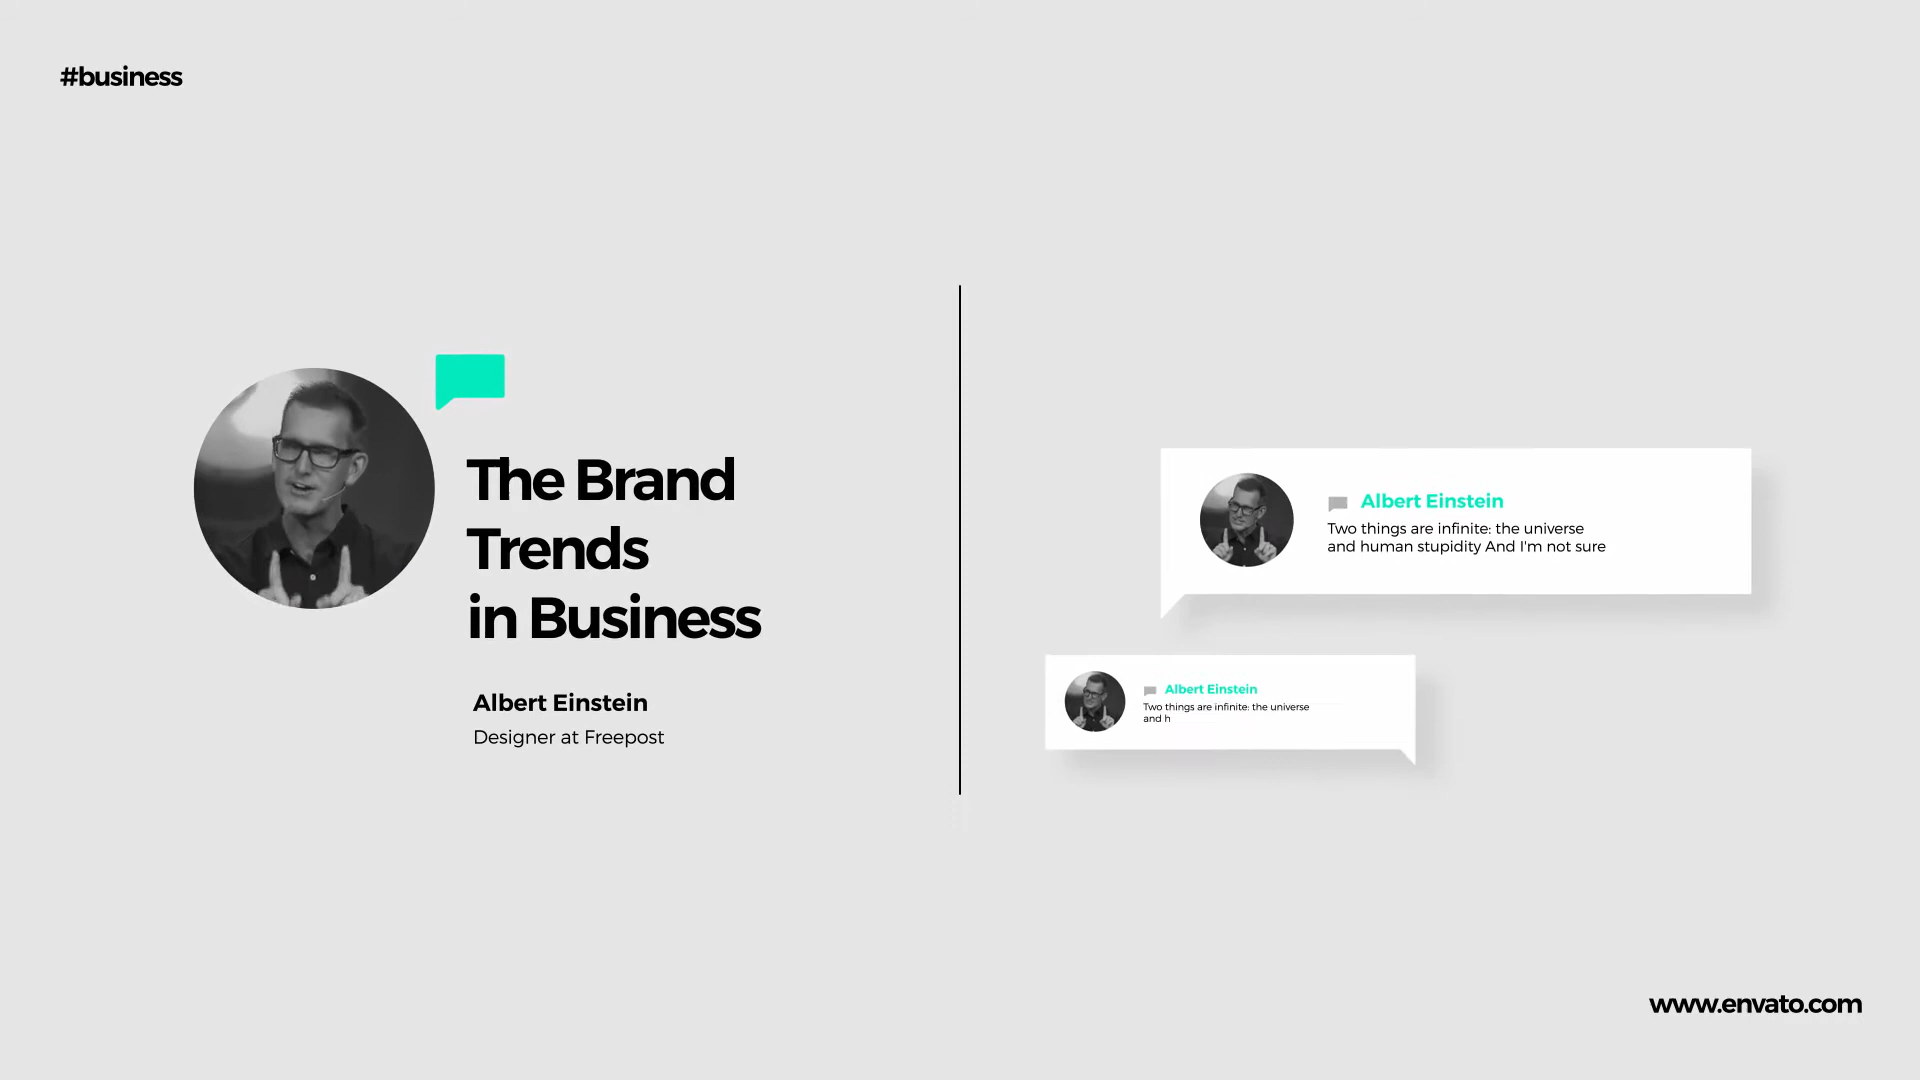 #business
The Brand
Trends
in Business
Albert Einstein
Designer at Freepost
Albert Einstein
Two things are infinite: the universe
and human stupidity And I'm not sure
Albert Einstein
Two things are infinite: the universe
and h
www.envato.com